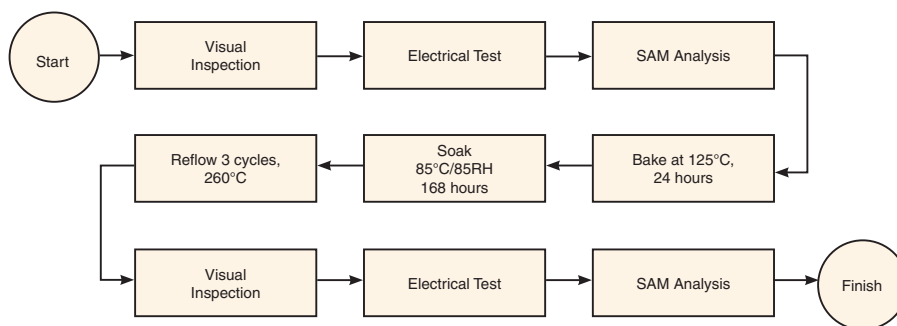 Start
Visual
Inspection
Electrical Test
SAM Analysis
Bake at 125°C,
24 hours
Soak
85°C/85RH
168 hours
Reflow 3 cycles,
260°C
Visual
Inspection
Electrical Test
SAM Analysis
Finish